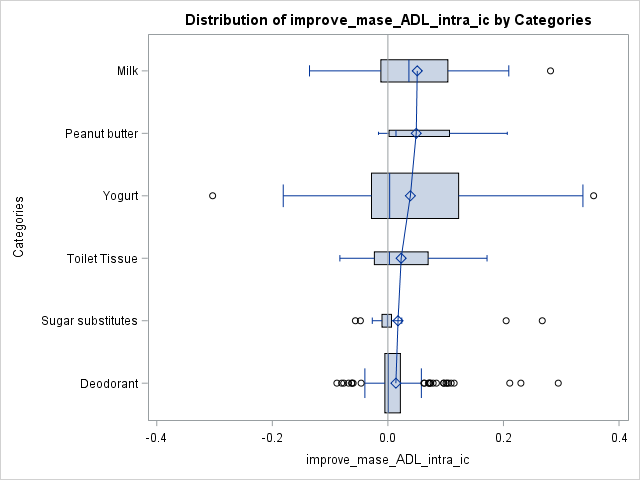 Distribution of improve_mase_ADL_intra_ic by Categories
Categories
Milk
Peanut butter
Yogurt
Toilet Tissue
Sugar substitutes
Deodorant
-0.4 -0.2 0.0 0.2 0.4
improve_mase_ADL_intra_ic